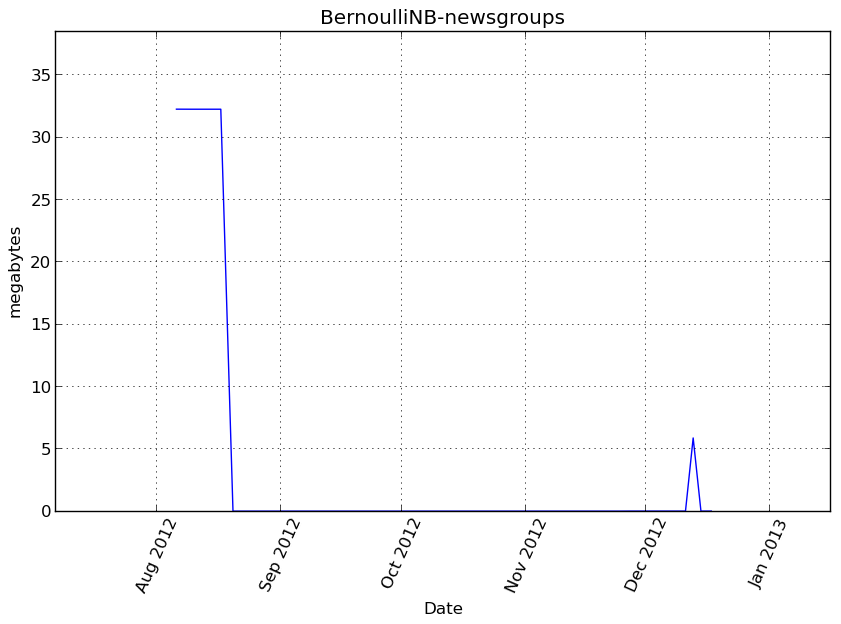 BernoulliNB-newsgroups
35
30
25
20
15
10
5
0
megabytes
Aug 2012
Sep 2012
Oct 2012
Nov 2012
Dec 2012
Jan 2013
Date